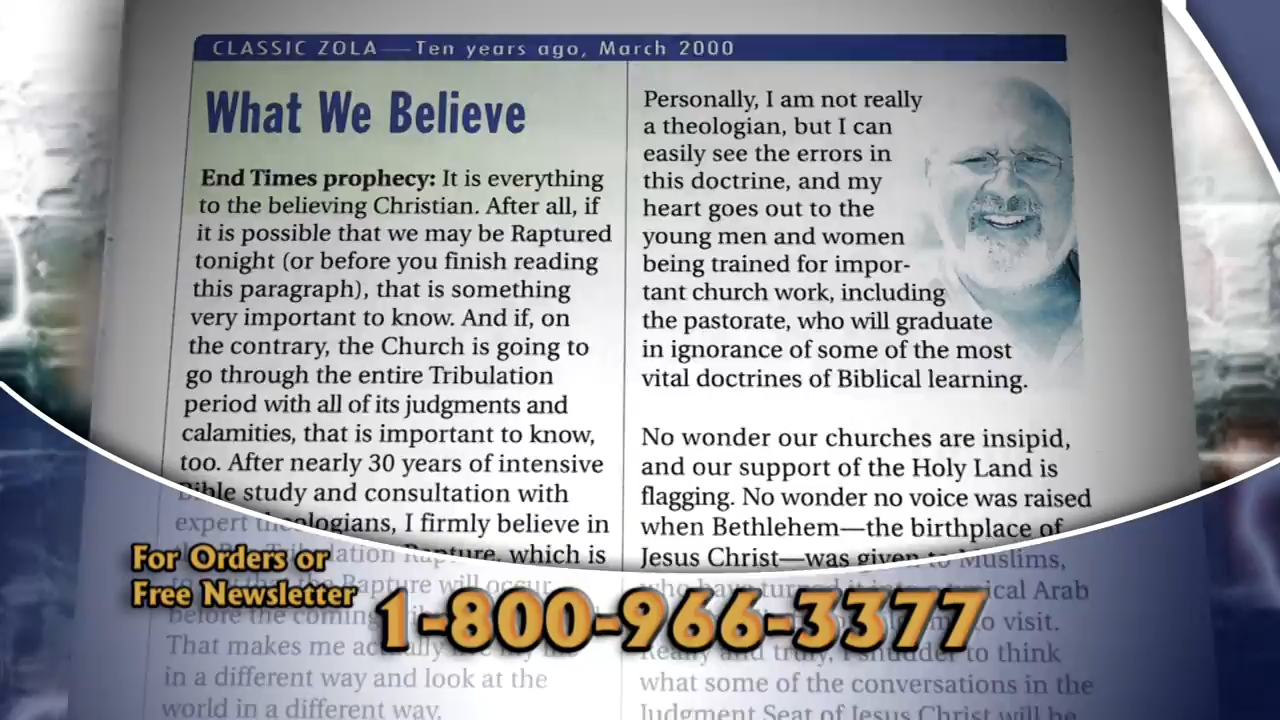 CLASSIC ZOLA—Ten years ago, March 2000
What We Believe
End Times prophecy: It is everything
to the believing Christian. After all, if
it is possible that we may be Raptured
tonight (or before you finish reading
this paragraph), that is something
very important to know. And if, on
the contrary, the Church is going to
go through the entire Tribulation
period with all of its judgments and
calamities, that is important to know,
too. After nearly 30 years of intensive
Bible study and consultation with
expert theologians, I firmly believe in
Rapture, which is
the Rapture will occur
before the coming
That makes me
in a different way and look at the
world in a different way.
Personally, I am not really
a theologian, but I can
easily see the errors in
this doctrine, and my
heart goes out to the
young men and women
being trained for impor-
tant church work, including
the pastorate, who will graduate
in ignorance of some of the most
vital doctrines of Biblical learning.
No wonder our churches are insipid,
and our support of the Holy Land is
flagging. No wonder no voice was raised
when Bethlehem—the birthplace of
Jesus Christ—was given to Muslims,
who have turned it into a typical Arab
to visit.
Really and truly, I shudder to think
what some of the conversations in the
Judgment Seat of Jesus Christ will be
For Orders or
Free Newsletter
1-800-966-3377